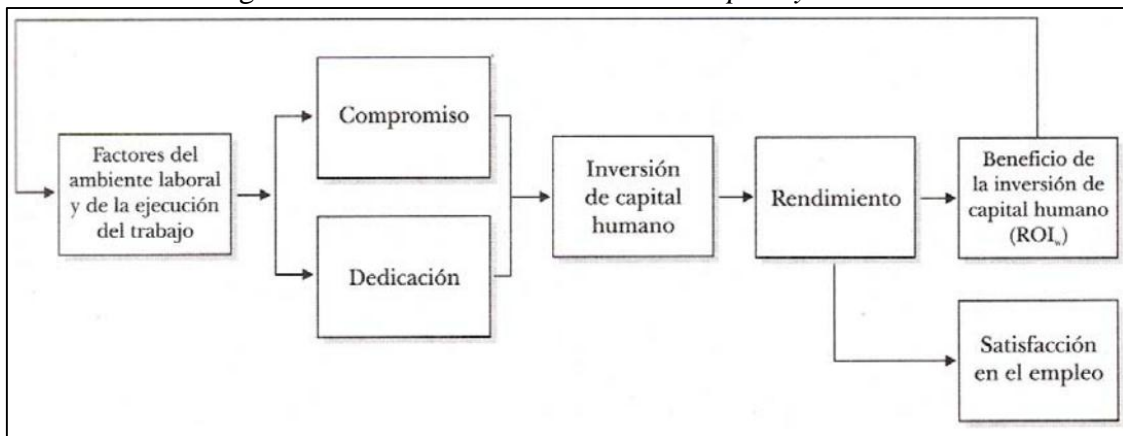 Compromiso
Factores del
ambiente laboral
y de la ejecución
del trabajo
Dedicación
Inversión
de capital
humano
Rendimiento
Beneficio de
la inversión de
capital humano
(ROI)
Satisfacción
en el empleo